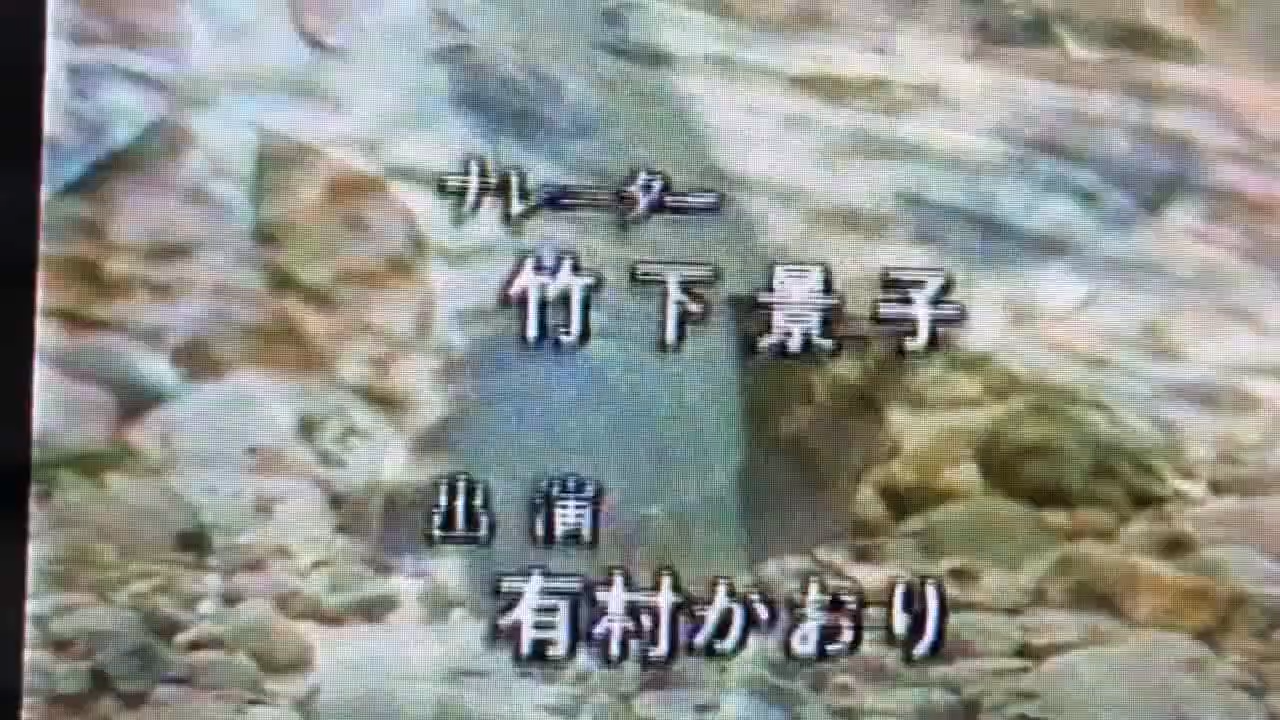 ナレーター
竹下景子
出演
有村かおり